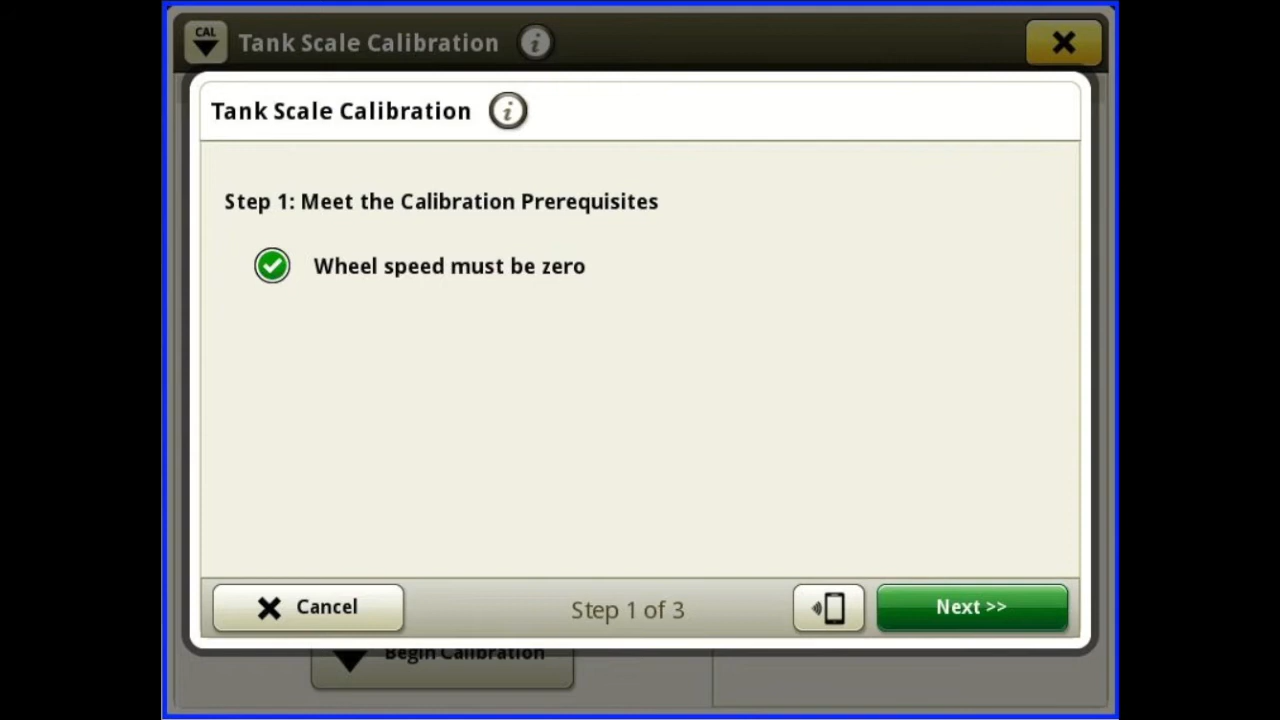 CAL
Tank Scale Calibration i
Tank Scale Calibration i
Step 1: Meet the Calibration Prerequisites
Wheel speed must be zero
Cancel
Step 1 of 3
Next >>
Begin Calibration